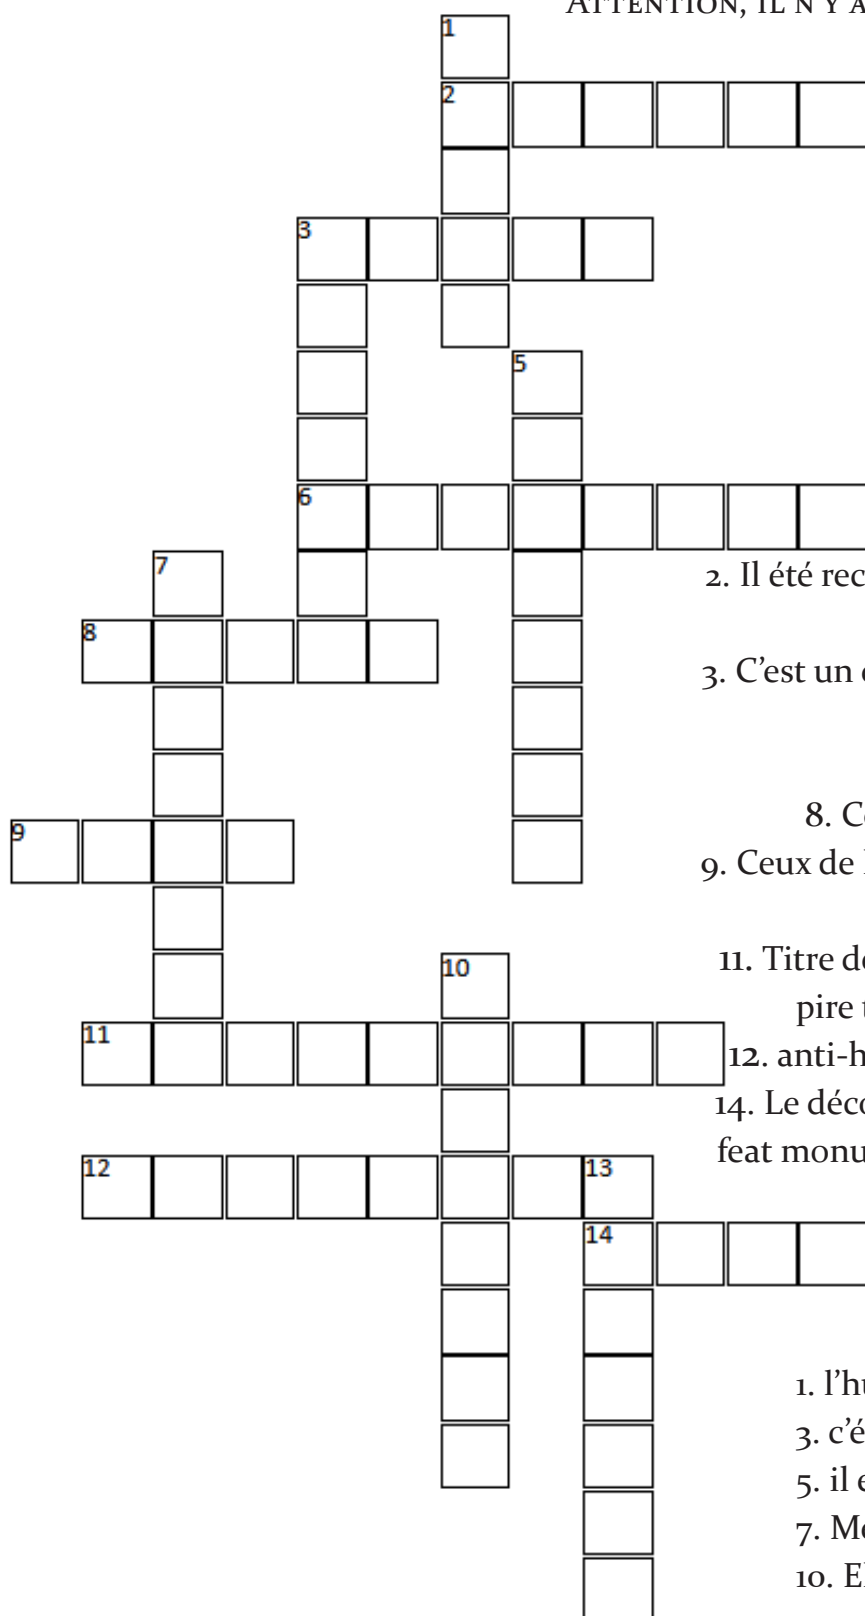 ATTENTION, IL N Y A
1
2
3
5
6
7
2. Il été rec
8
3. C'est un
8. C
9
9. Ceux de
10
11. Titre de
pire
11
12. anti-h
14. Le déco
feat monu
12
13
14
1. l'hu
3. c'é
5. il e
7. Mo
10. El